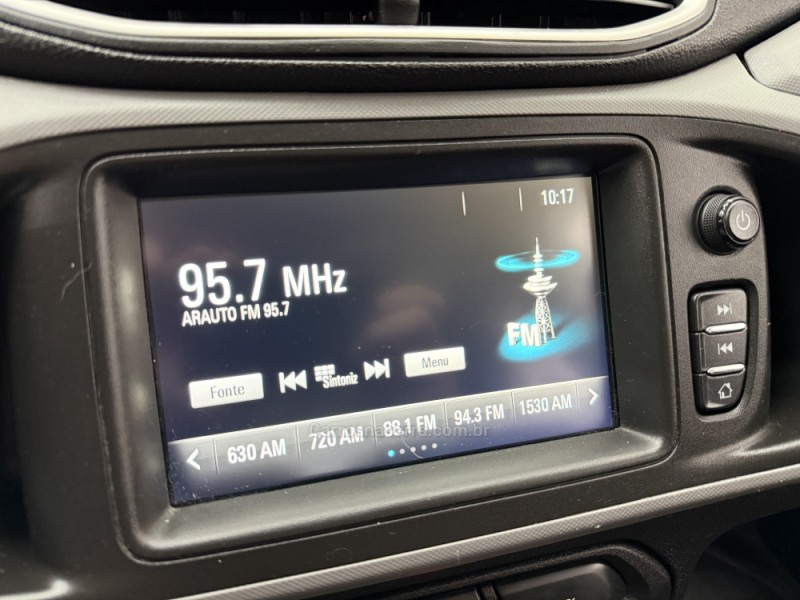 10:17
95.7 MHz
ARAUTO FM 95.7
FM
Fonte
Sintoniz
Menu
630 AM 720 AM 88.1 FM 94.3 FM 1530 AM